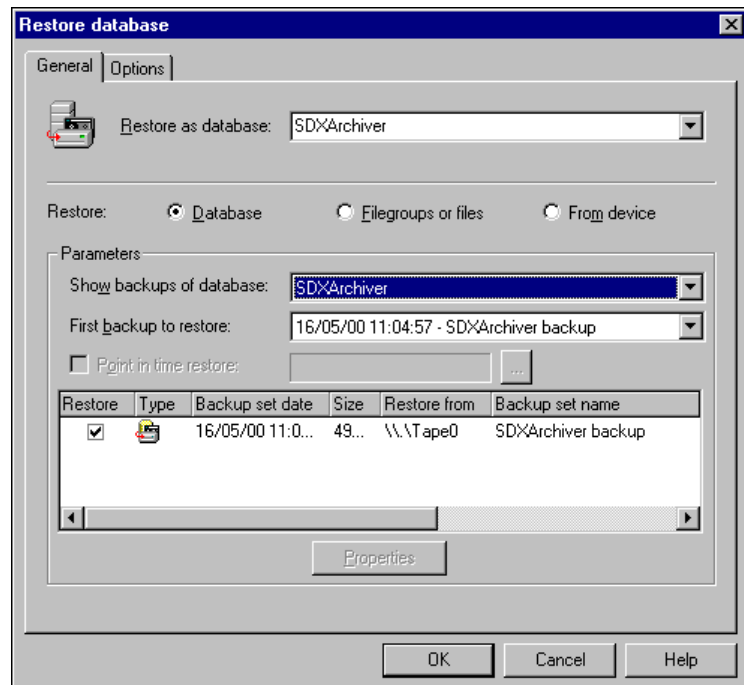 Restore database
General Options
Restore as database: SDXArchiver
Restore: Database Filegroups or files From device
Parameters
Show backups of database: SDXArchiver
First backup to restore: 16/05/00 11:04:57 - SDXArchiver backup
Point in time restore: ...
Restore Type Backup set date Size Restore from Backup set name
16/05/00 11:0... 49... \\.\Tape0 SDXArchiver backup
Properties
OK Cancel Help